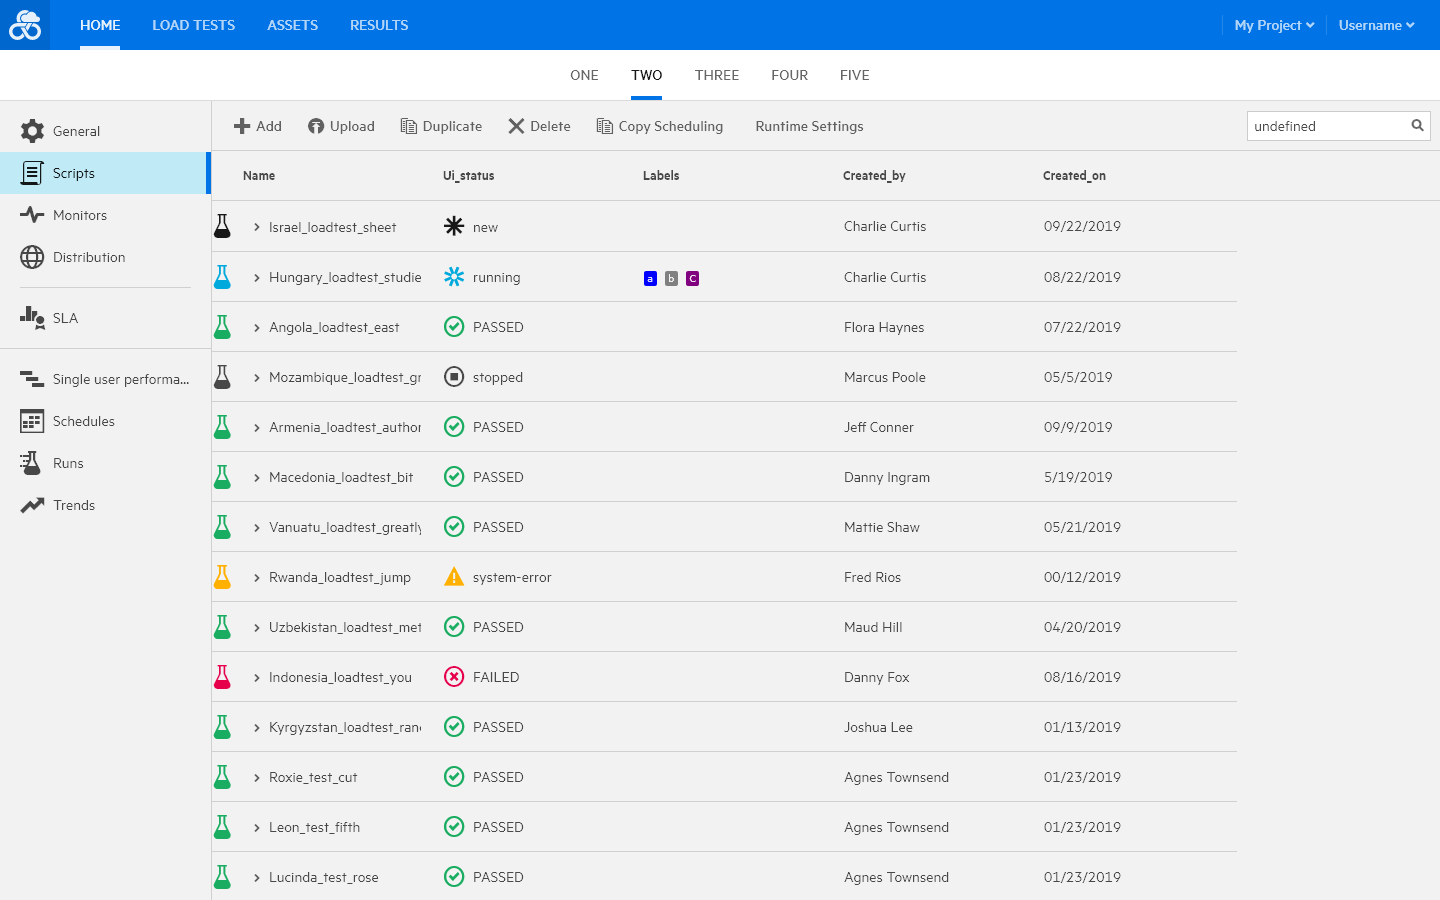 HOME LOAD TESTS ASSETS RESULTS My Project Username
ONE TWO THREE FOUR FIVE
General
Scripts
Monitors
Distribution
SLA
Single user performa...
Schedules
Runs
Trends
Add Upload Duplicate Delete Copy Scheduling Runtime Settings undefined
Name Ui_status Labels Created_by Created_on
Israel_loadtest_sheet new Charlie Curtis 09/22/2019
Hungary_loadtest_studie running a b C Charlie Curtis 08/22/2019
Angola_loadtest_east PASSED Flora Haynes 07/22/2019
Mozambique_loadtest_gr stopped Marcus Poole 05/5/2019
Armenia_loadtest_author PASSED Jeff Conner 09/9/2019
Macedonia_loadtest_bit PASSED Danny Ingram 5/19/2019
Vanuatu_loadtest_greatly PASSED Mattie Shaw 05/21/2019
Rwanda_loadtest_jump system-error Fred Rios 00/12/2019
Uzbekistan_loadtest_met PASSED Maud Hill 04/20/2019
Indonesia_loadtest_you FAILED Danny Fox 08/16/2019
Kyrgyzstan_loadtest_ran PASSED Joshua Lee 01/13/2019
Roxie_test_cut PASSED Agnes Townsend 01/23/2019
Leon_test_fifth PASSED Agnes Townsend 01/23/2019
Lucinda_test_rose PASSED Agnes Townsend 01/23/2019